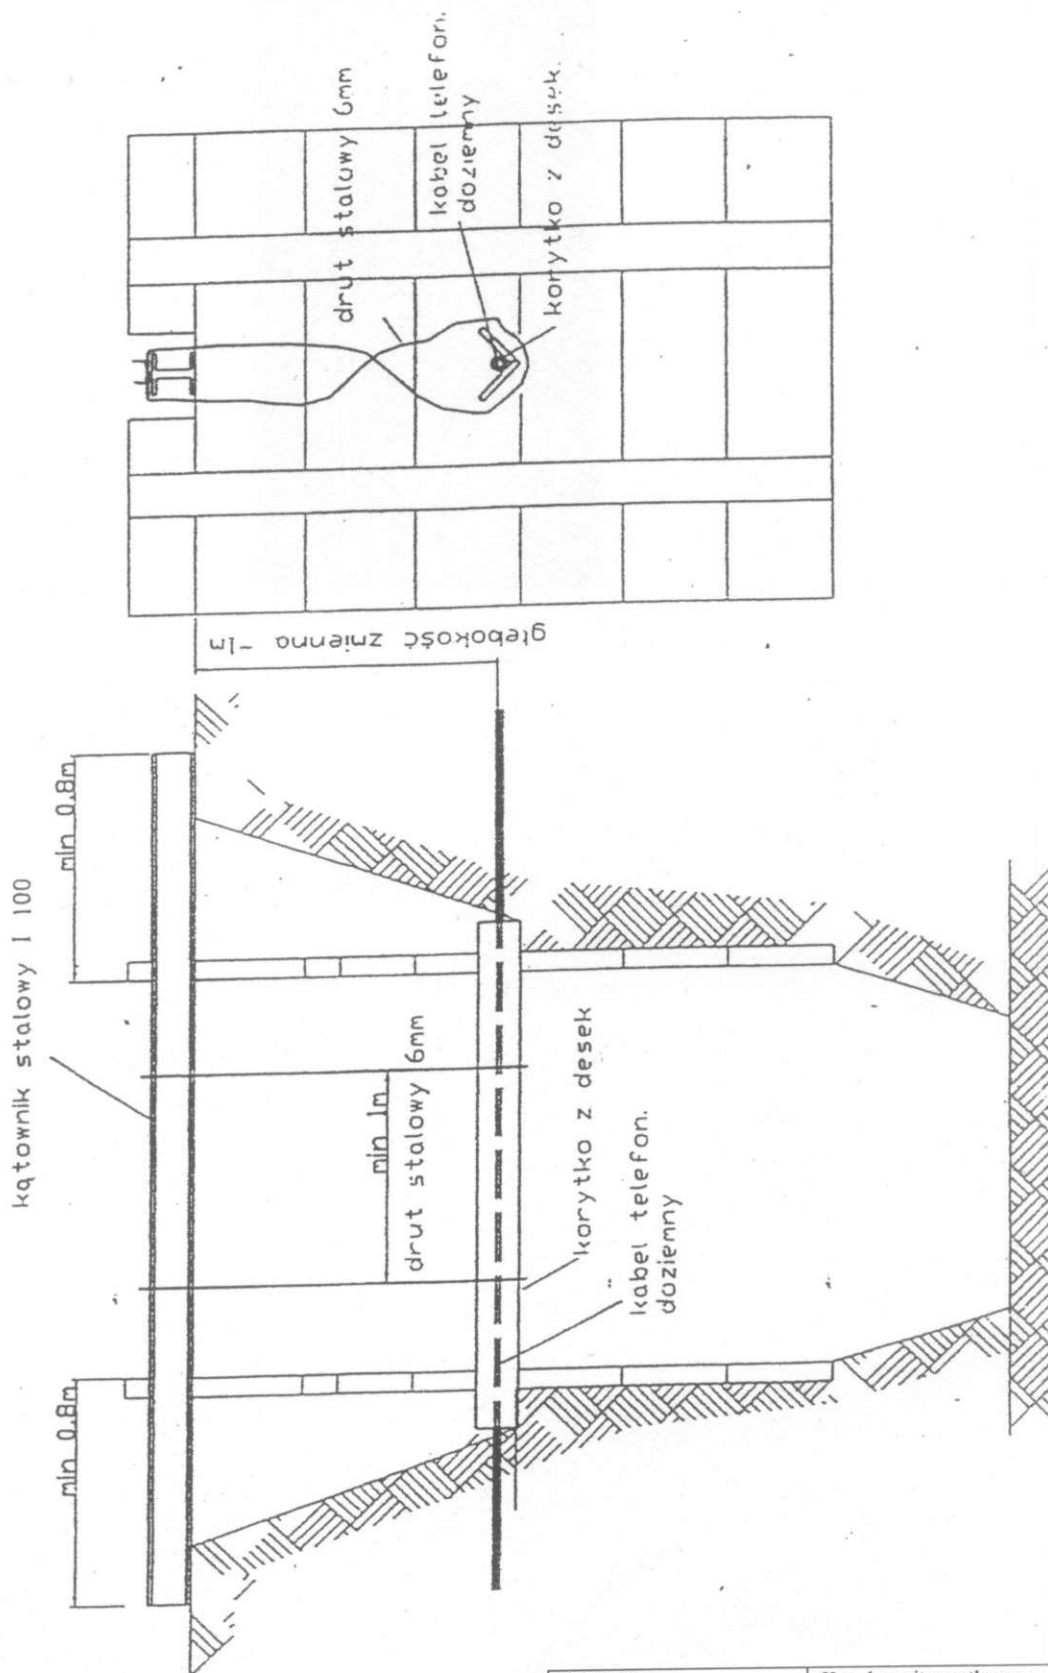 kątownik stalowy I 100
min 0.8m
min 0.8m
min 1m
drut stalowy 6mm
korytko z desek
kabel telefon.
doziemny
głebokość zmienna ~1m
drut stalowy 6mm
kabel telefon.
doziemny
korytko z desek.